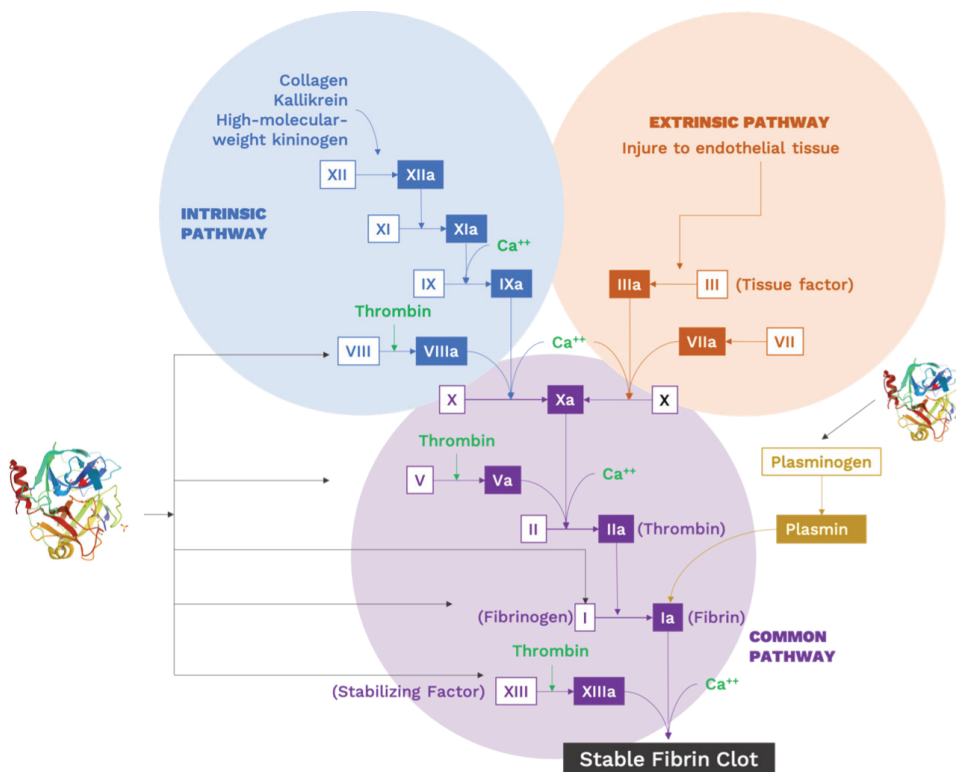 Collagen
Kallikrein
High-molecular-
weight kininogen
EXTRINSIC PATHWAY
Injure to endothelial tissue
XII
XIIa
INTRINSIC
PATHWAY
XI
XIa
Ca++
IX
IXa
IIIa
III
(Tissue factor)
Thrombin
VIII
VIIIa
Ca++
VIIa
VII
X
Xa
X
Thrombin
V
Va
Ca++
Plasminogen
II
IIa
(Thrombin)
Plasmin
(Fibrinogen)
I
Ia
(Fibrin)
COMMON
PATHWAY
Thrombin
(Stabilizing Factor)
XIII
XIIIa
Ca++
Stable Fibrin Clot